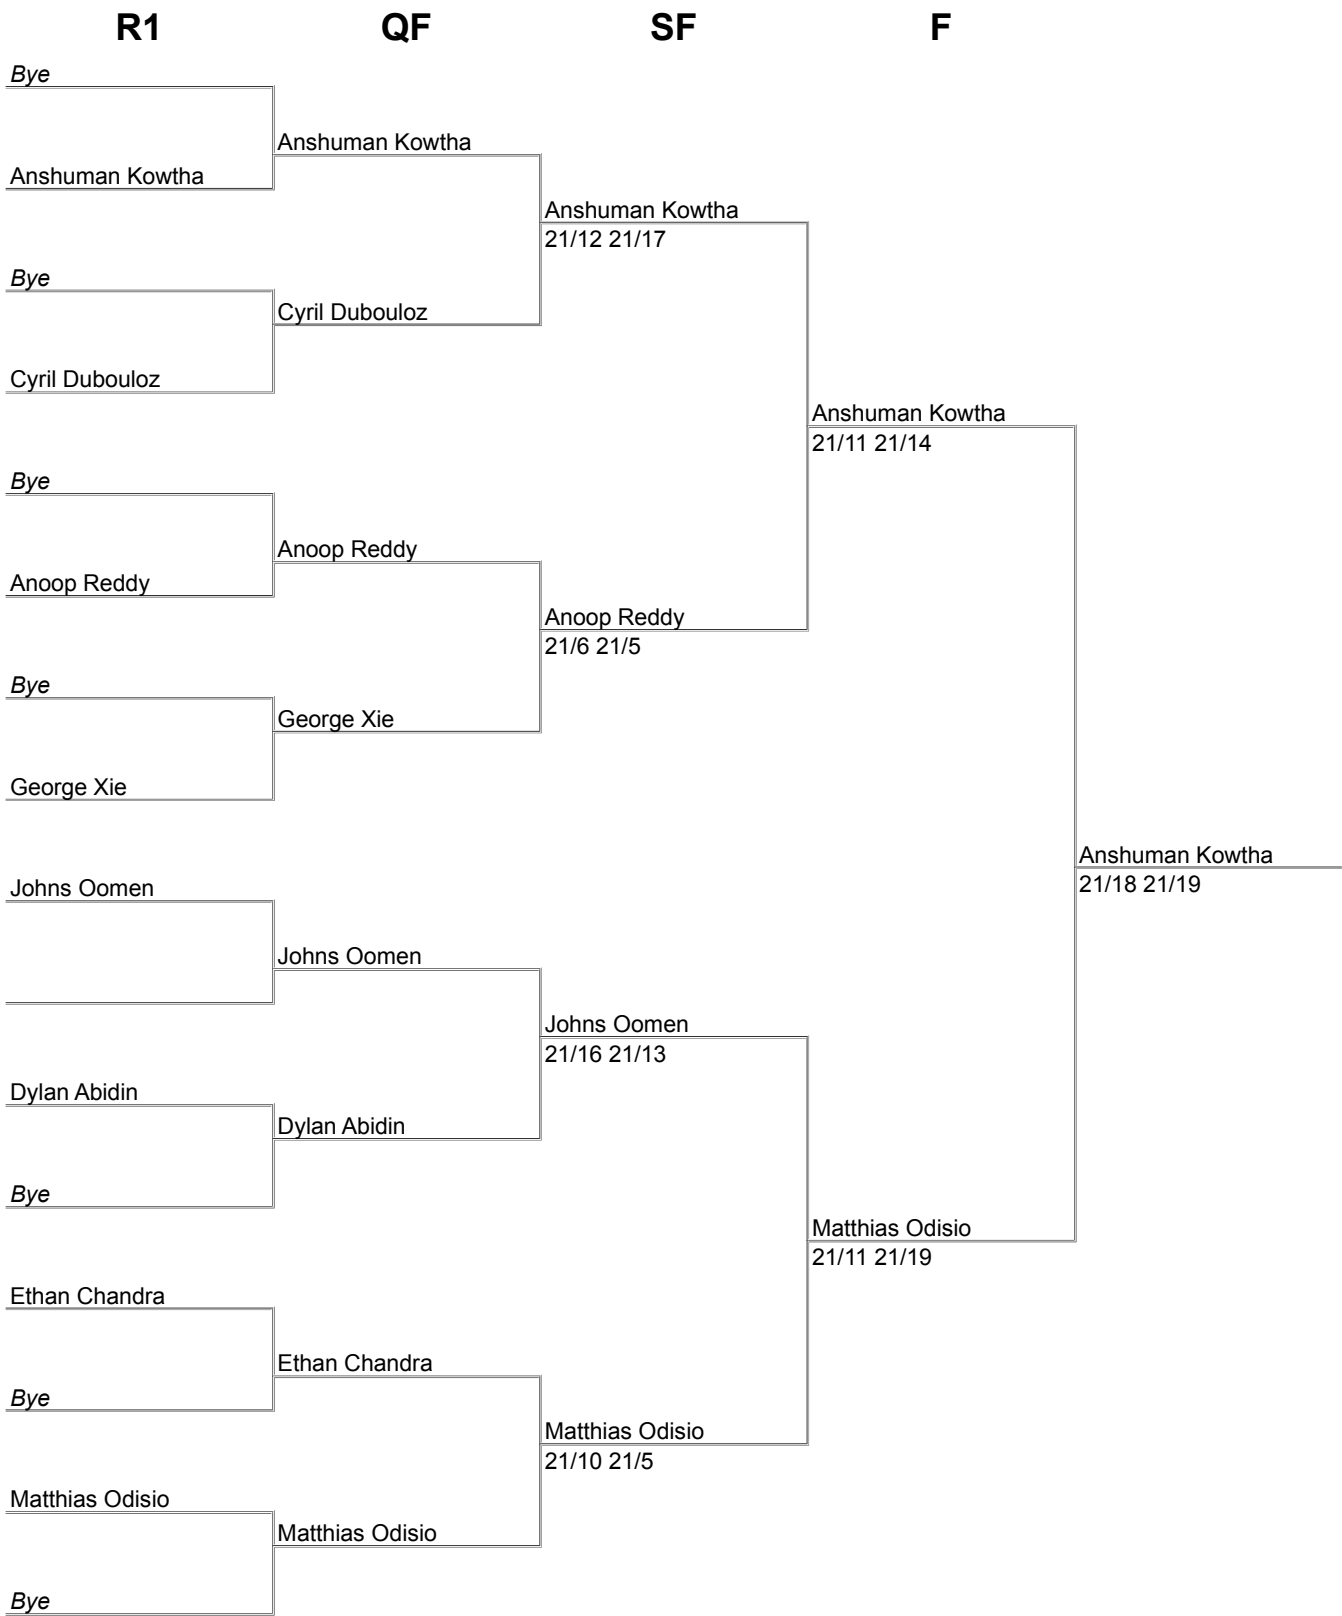 R1 QF SF F
Bye
Anshuman Kowtha
Anshuman Kowtha
Anshuman Kowtha
21/12 21/17
Bye
Cyril Dubouloz
Cyril Dubouloz
Anshuman Kowtha
21/11 21/14
Bye
Anoop Reddy
Anoop Reddy
Anoop Reddy
21/6 21/5
Bye
George Xie
George Xie
Anshuman Kowtha
21/18 21/19
Johns Oomen
Johns Oomen
Johns Oomen
21/16 21/13
Dylan Abidin
Dylan Abidin
Bye
Matthias Odisio
21/11 21/19
Ethan Chandra
Ethan Chandra
Bye
Matthias Odisio
21/10 21/5
Matthias Odisio
Matthias Odisio
Bye